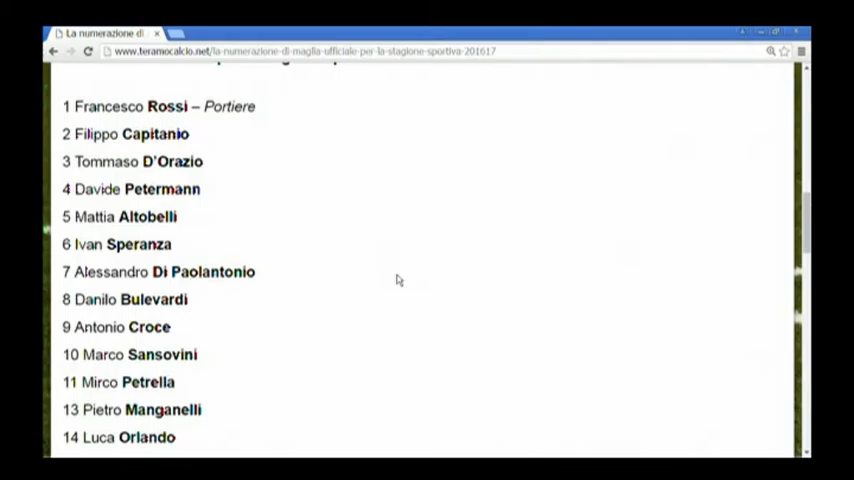 La numerazione di
www.teramocalcio.net/la-numerazione-di-maglia-ufficiale-per-la-stagione-sportiva-201617
1 Francesco Rossi – Portiere
2 Filippo Capitanio
3 Tommaso D'Orazio
4 Davide Petermann
5 Mattia Altobelli
6 Ivan Speranza
7 Alessandro Di Paolantonio
8 Danilo Bulevardi
9 Antonio Croce
10 Marco Sansovini
11 Mirco Petrella
13 Pietro Manganelli
14 Luca Orlando